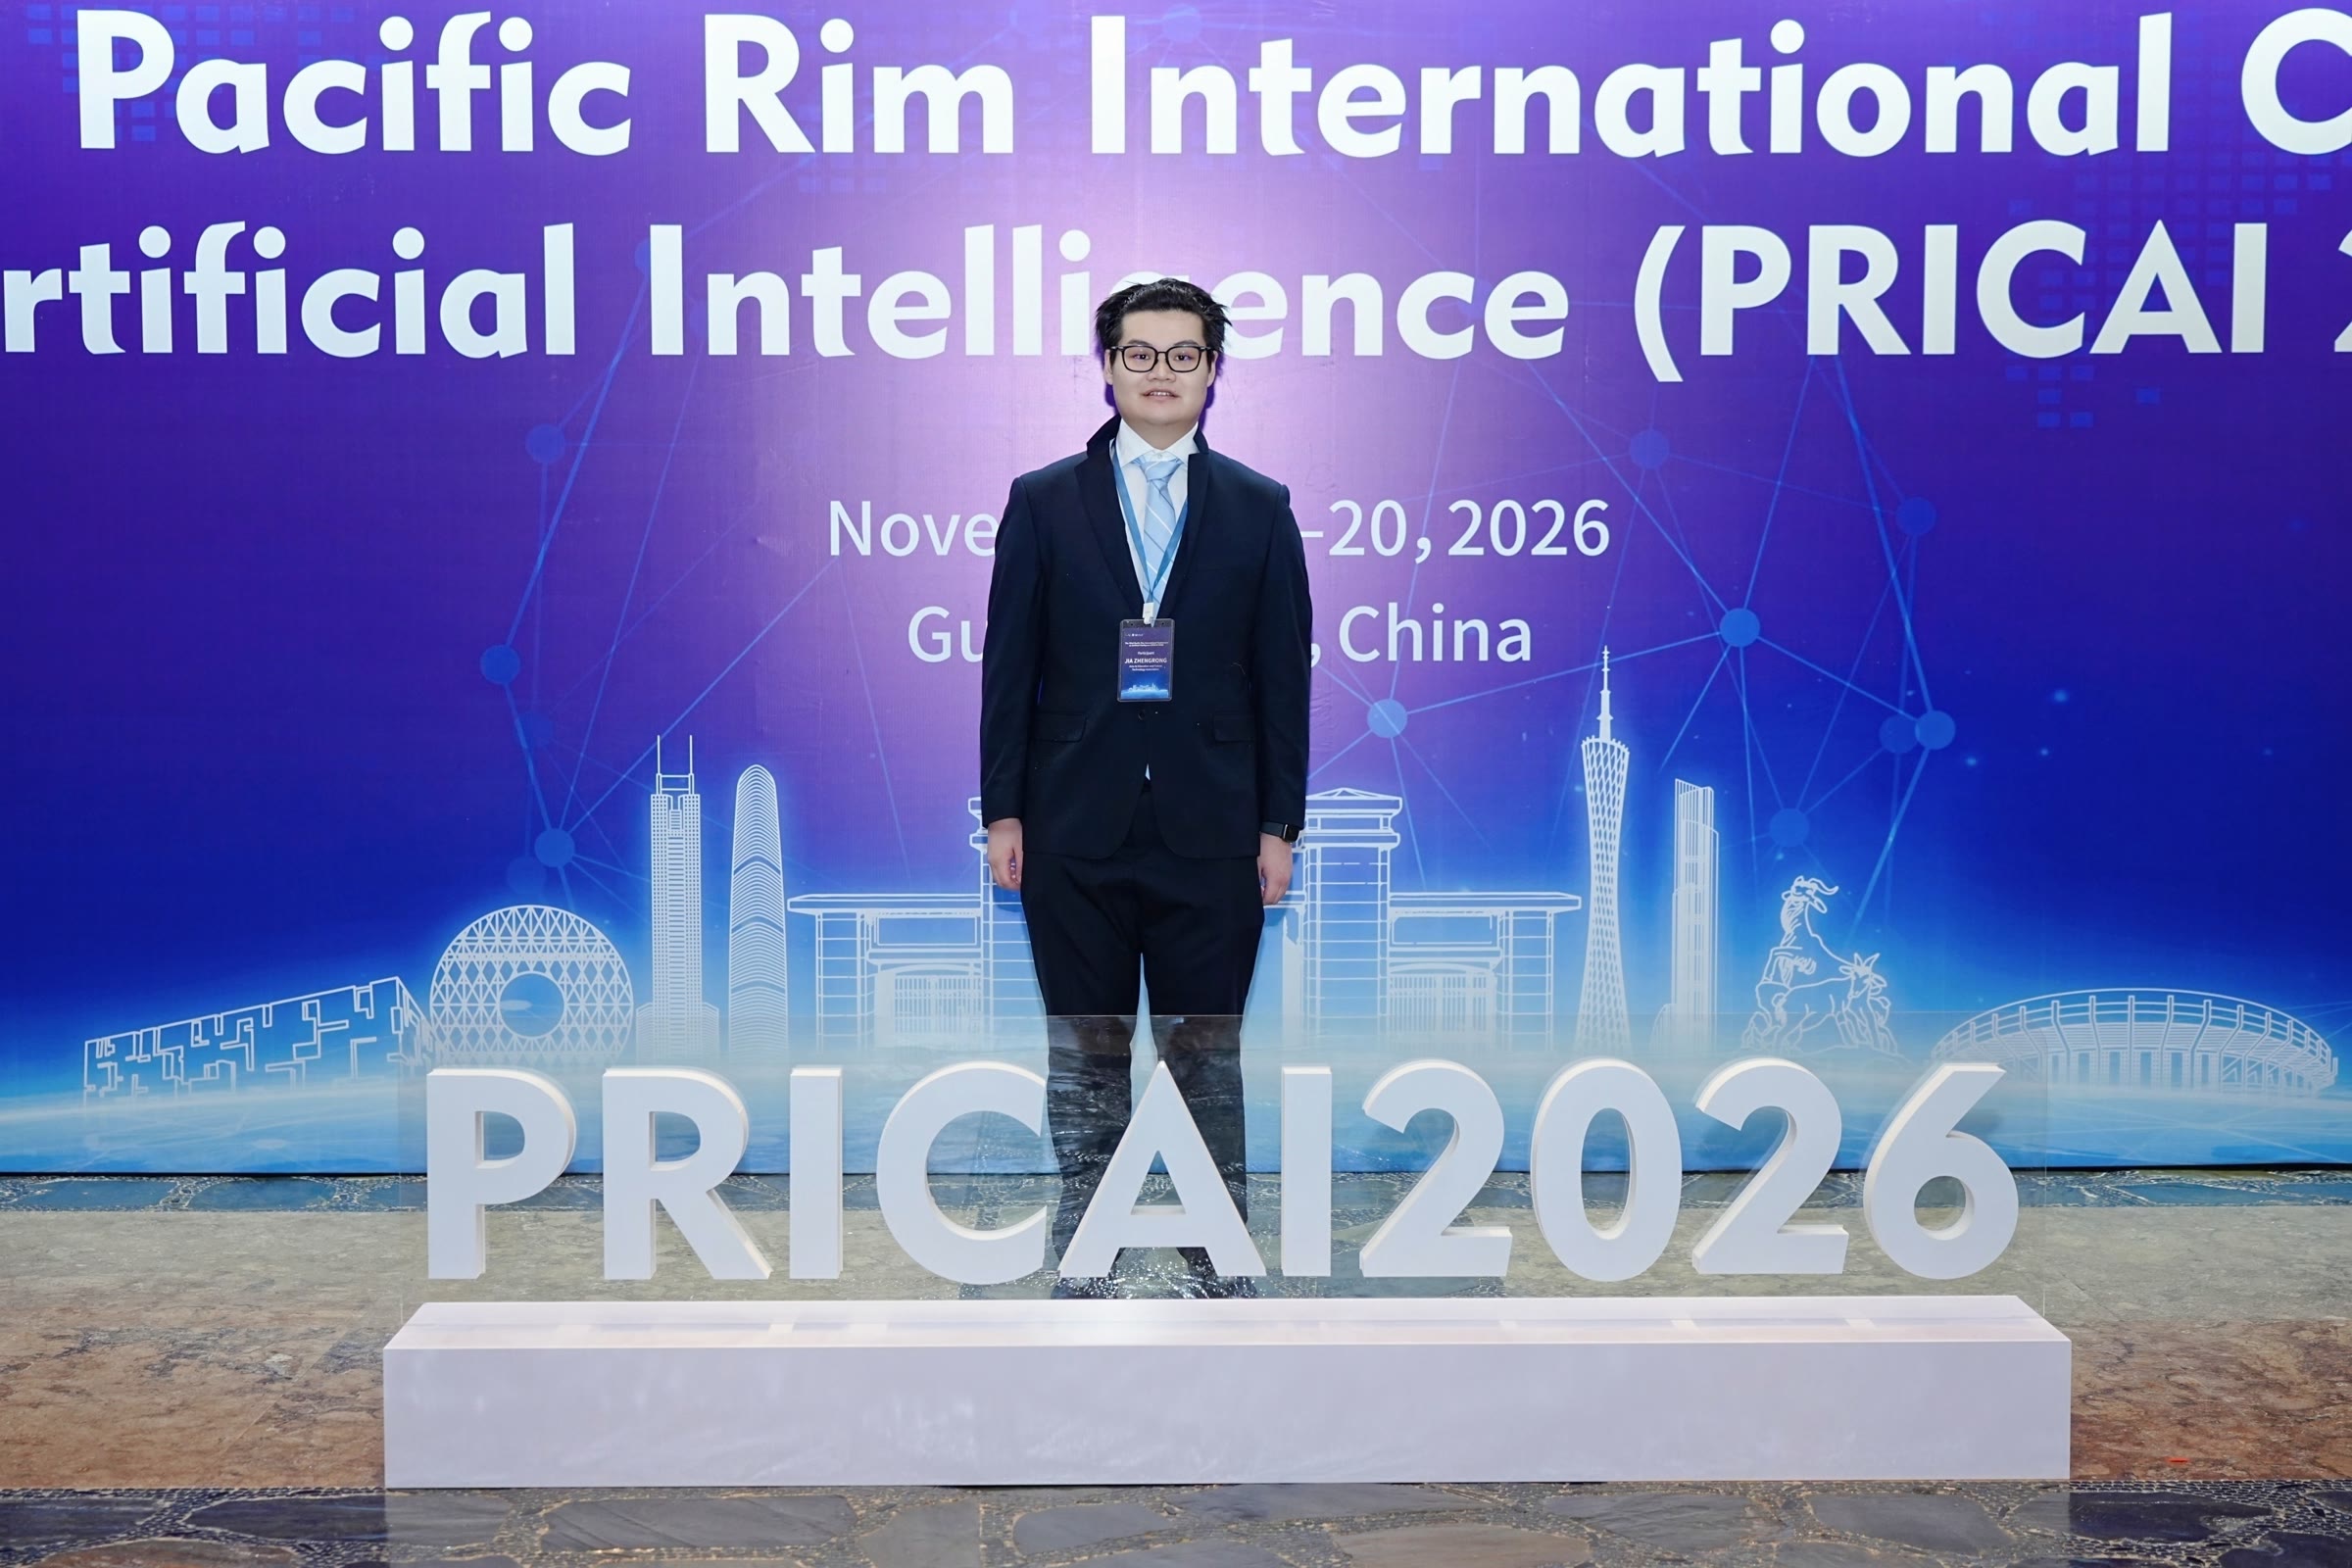 Pacific Rim International C
rtificial Intelligence (PRICAI 2
Nove -20, 2026
Gu , China
JIA ZHENGRONG
PRICAI2026